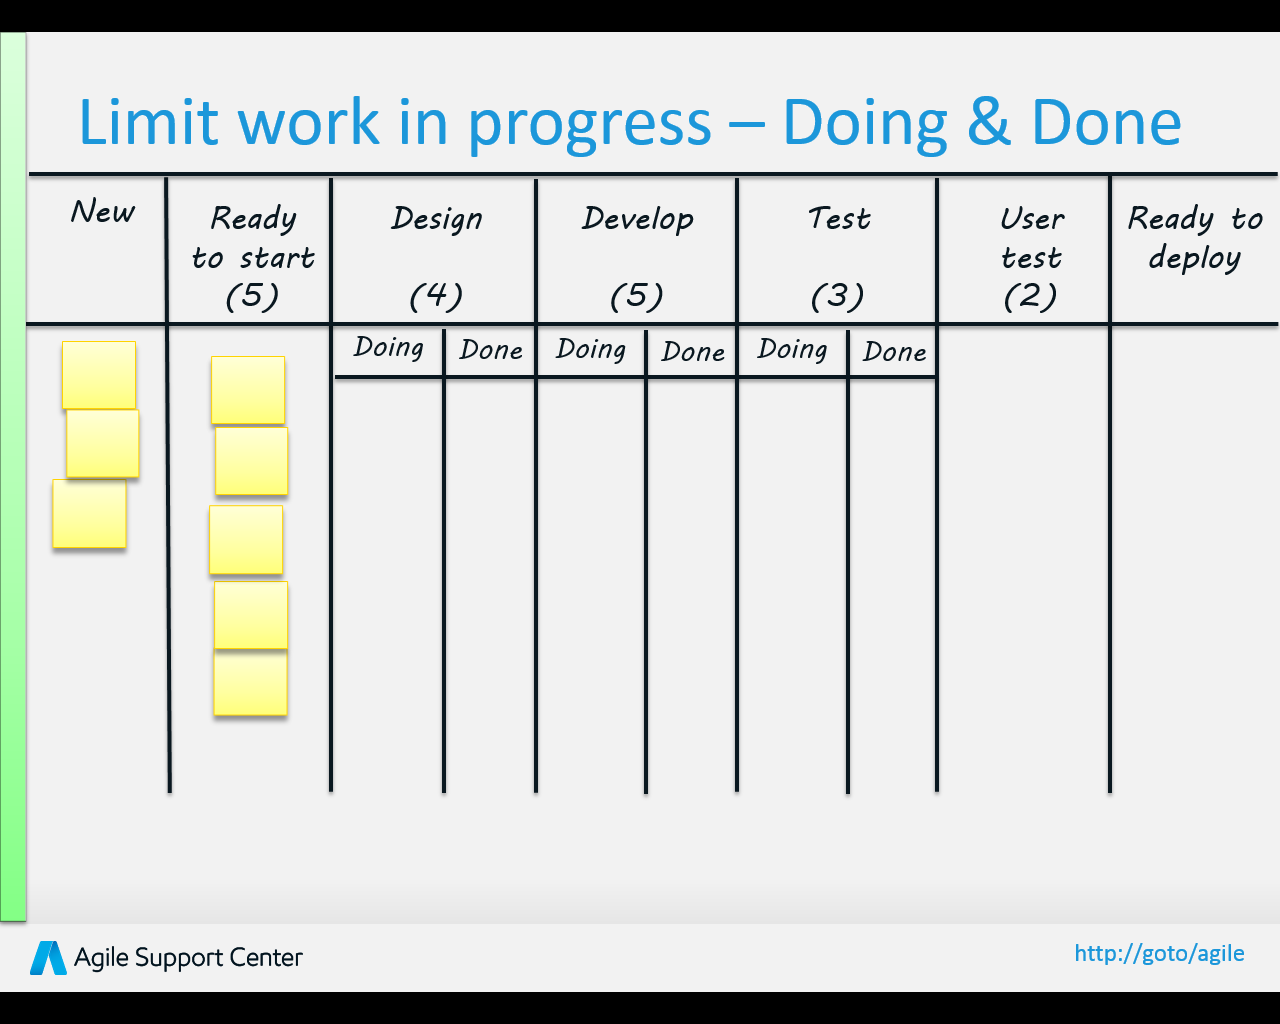 Limit work in progress – Doing & Done
New
Ready
to start
(5)
Design
(4)
Develop
(5)
Test
(3)
User
test
(2)
Ready to
deploy
Doing
Done
Doing
Done
Doing
Done
Agile Support Center
http://goto/agile